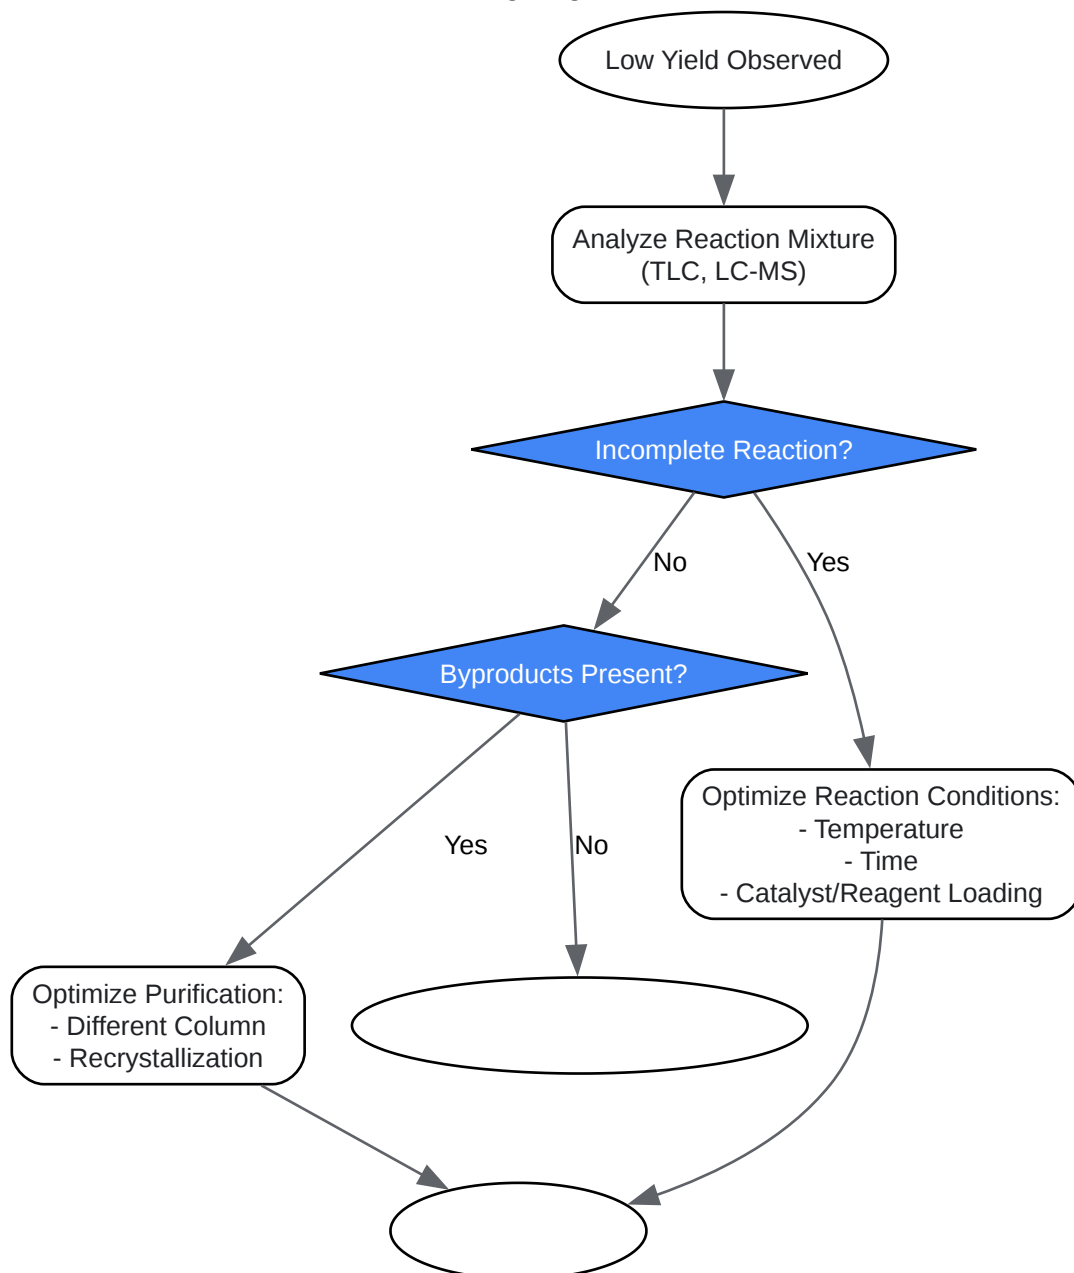 Low Yield Observed
Analyze Reaction Mixture
(TLC, LC-MS)
Incomplete Reaction?
No
Yes
Byproducts Present?
Optimize Reaction Conditions:
- Temperature
- Time
- Catalyst/Reagent Loading
Yes
No
Optimize Purification:
- Different Column
- Recrystallization